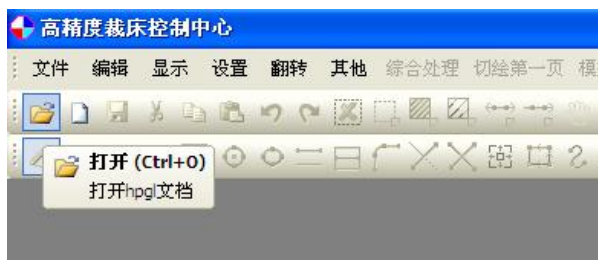 高精度裁床控制中心
文件 编辑 显示 设置 翻转 其他 综合处理 切绘第一页 模
打开 (Ctrl+O)
打开hpgl文档